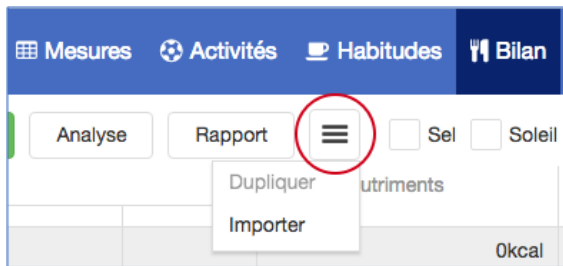 Mesures Activités Habitudes Bilan
Analyse Rapport Sel Soleil
Dupliquer utriments
Importer
0kcal